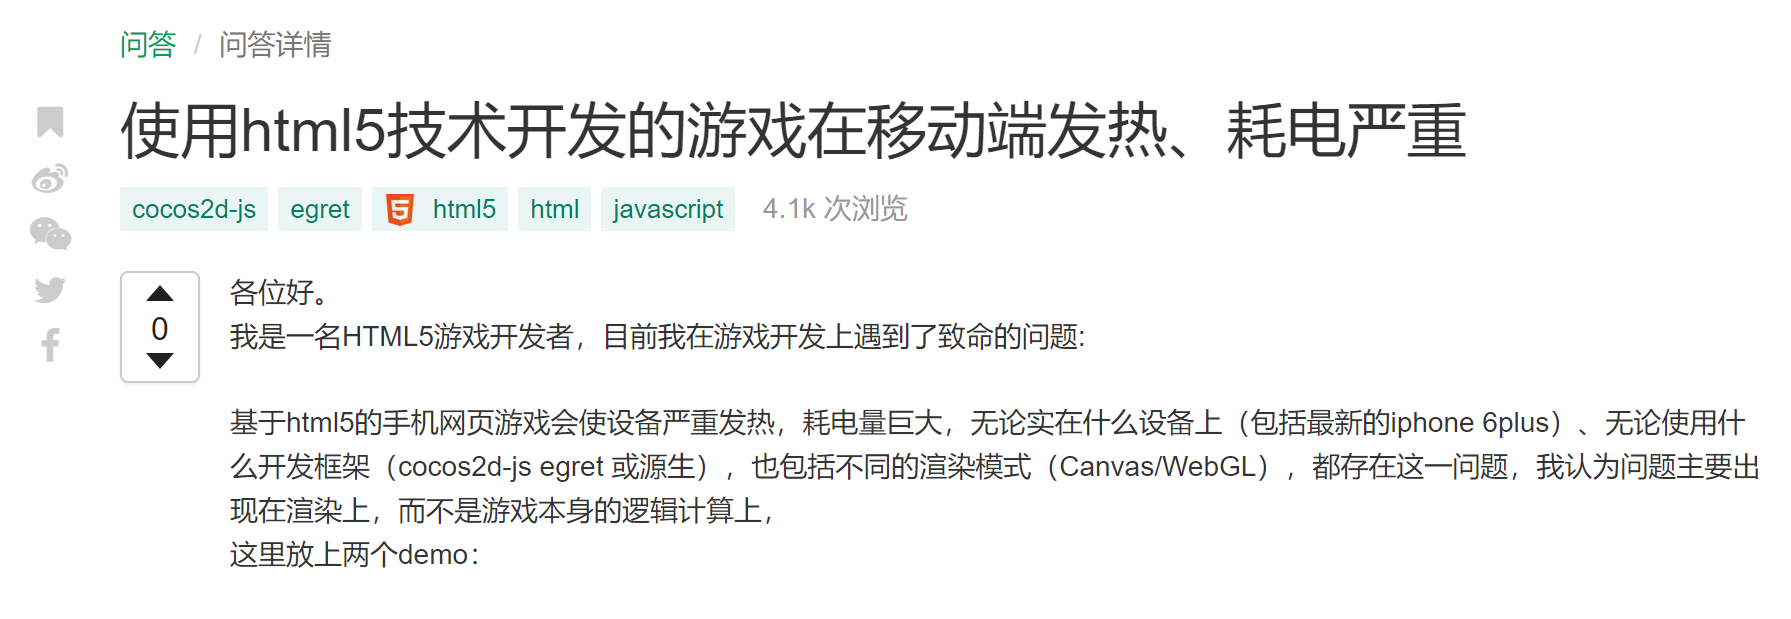 问答 / 问答详情
使用html5技术开发的游戏在移动端发热、耗电严重
cocos2d-js egret html5 html javascript 4.1k 次浏览
0
各位好。
我是一名HTML5游戏开发者，目前我在游戏开发上遇到了致命的问题:
基于html5的手机网页游戏会使设备严重发热，耗电量巨大，无论实在什么设备上（包括最新的iphone 6plus）、无论使用什
么开发框架（cocos2d-js egret 或源生），也包括不同的渲染模式（Canvas/WebGL），都存在这一问题，我认为问题主要出
现在渲染上，而不是游戏本身的逻辑计算上，
这里放上两个demo：